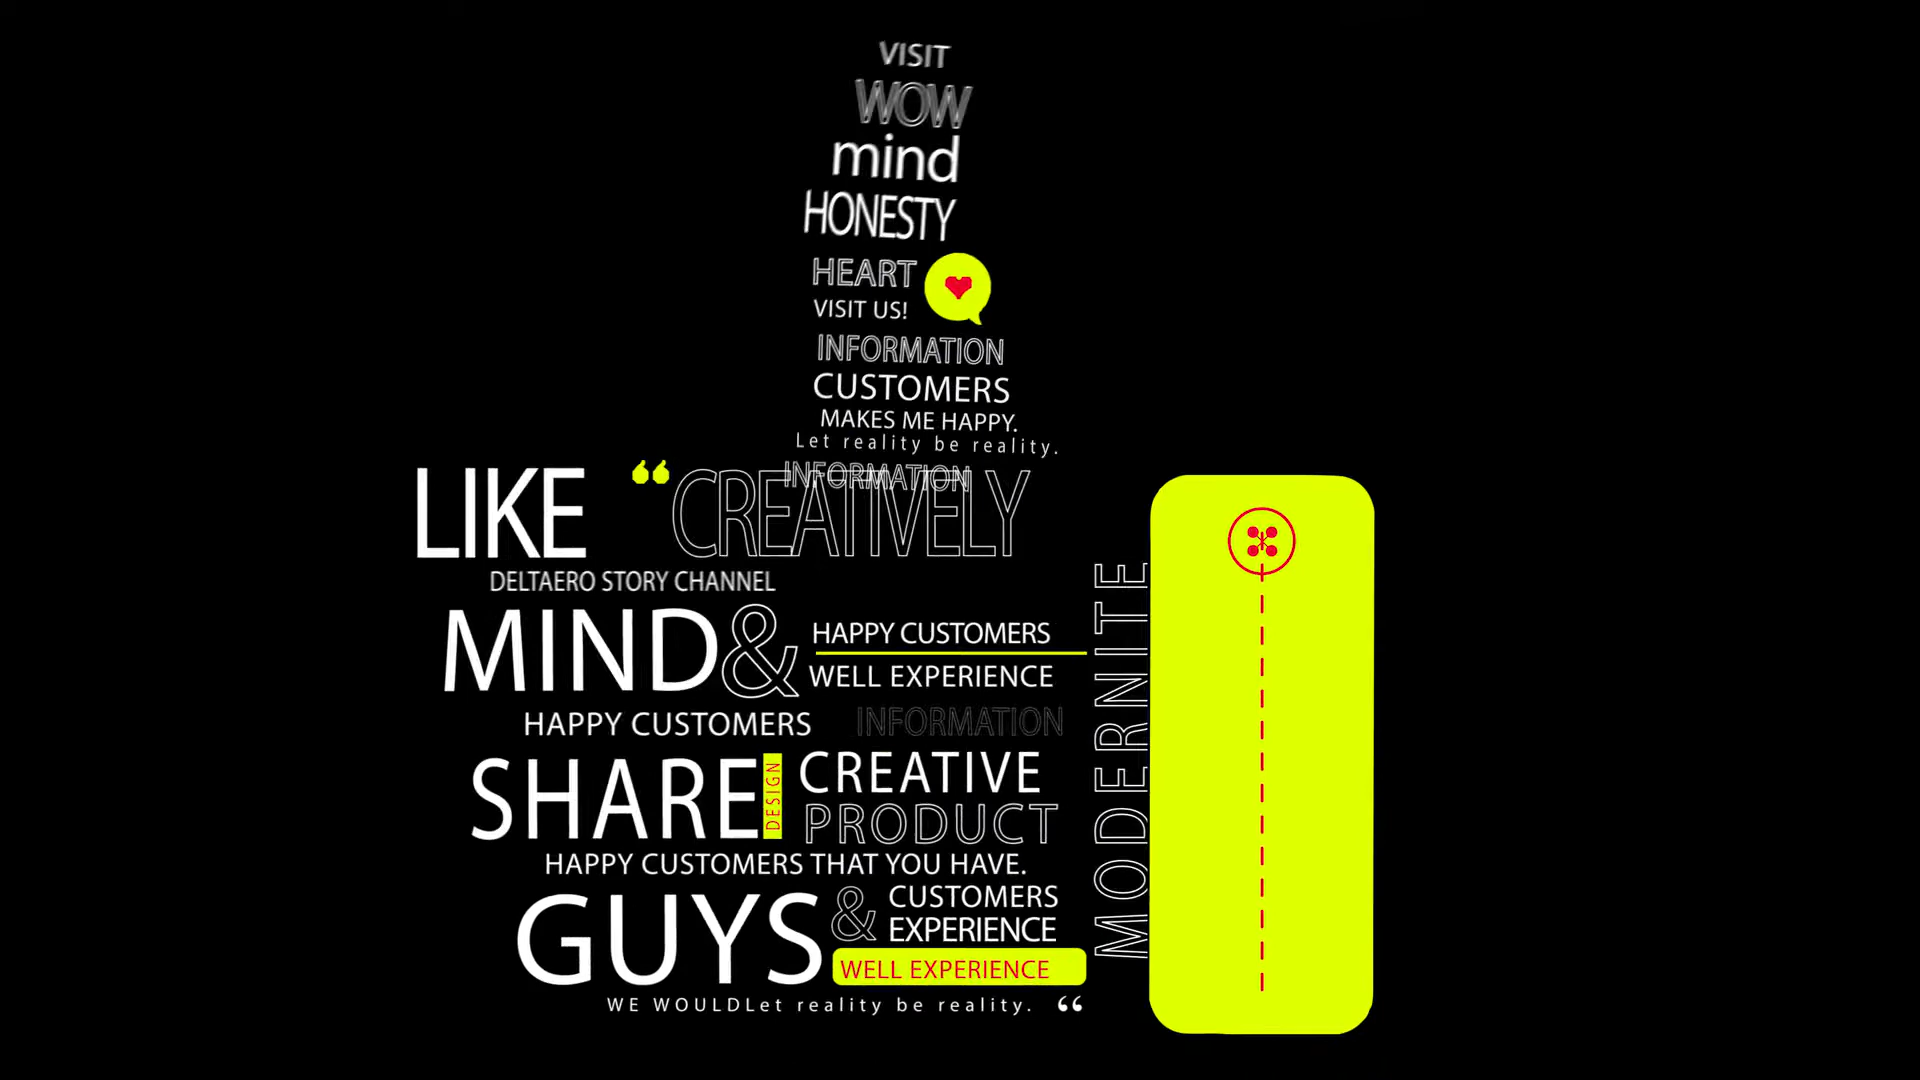 VISIT
WOW
mind
HONESTY
HEART
VISIT US!
INFORMATION
CUSTOMERS
MAKES ME HAPPY.
Let reality be reality.
INFORMATION
LIKE
“CREATIVELY
DELTAERO STORY CHANNEL
MIND&
HAPPY CUSTOMERS
WELL EXPERIENCE
HAPPY CUSTOMERS
INFORMATION
SHARE
DESIGN
CREATIVE
PRODUCT
HAPPY CUSTOMERS THAT YOU HAVE.
GUYS
&
CUSTOMERS
EXPERIENCE
WELL EXPERIENCE
WE WOULDLet reality be reality. “
MODERNITE